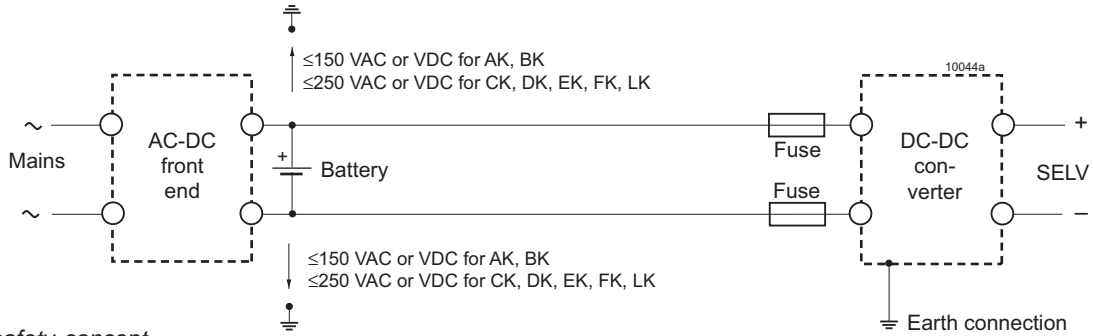 ≤150 VAC or VDC for AK, BK
≤250 VAC or VDC for CK, DK, EK, FK, LK
10044a
~
Mains
~
AC-DC
front
end
+
Battery
Fuse
Fuse
DC-DC
con-
verter
+
SELV
–
≤150 VAC or VDC for AK, BK
≤250 VAC or VDC for CK, DK, EK, FK, LK
Earth connection
safety concept